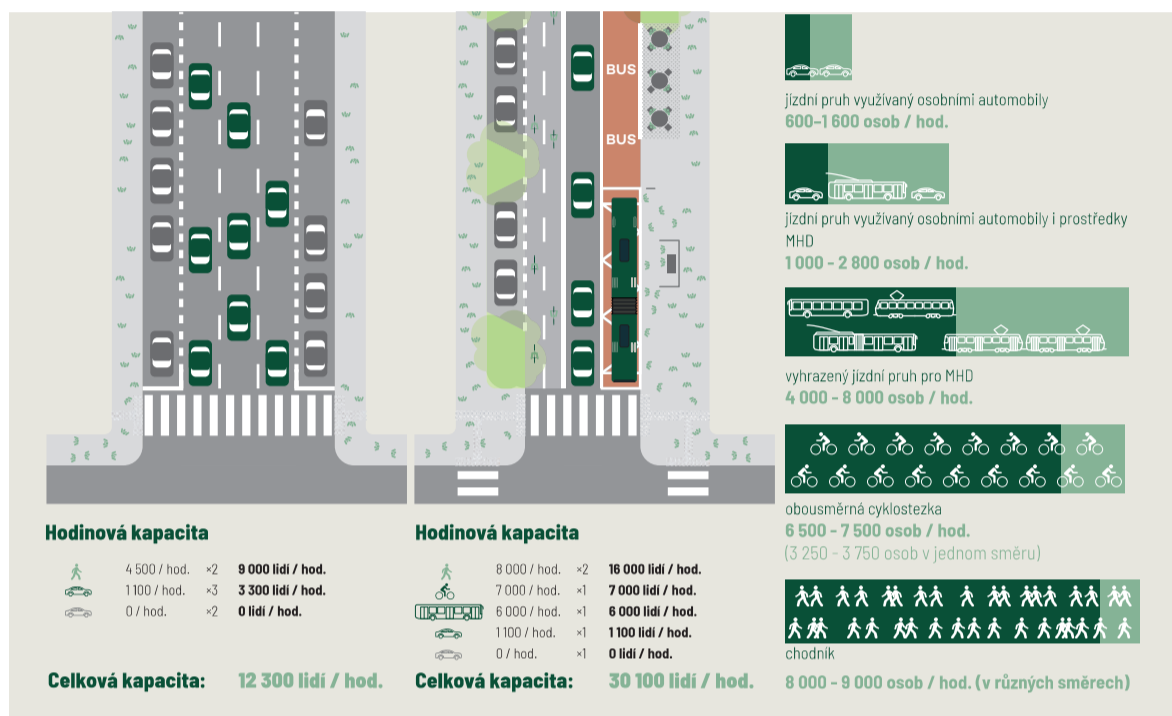 BUS
BUS
Hodinová kapacita
4 500 / hod. ×2 9 000 lidí / hod.
1 100 / hod. ×3 3 300 lidí / hod.
0 / hod. ×2 0 lidí / hod.
Celková kapacita: 12 300 lidí / hod.
Hodinová kapacita
8 000 / hod. ×2 16 000 lidí / hod.
7 000 / hod. ×1 7 000 lidí / hod.
6 000 / hod. ×1 6 000 lidí / hod.
1 100 / hod. ×1 1 100 lidí / hod.
0 / hod. ×1 0 lidí / hod.
Celková kapacita: 30 100 lidí / hod.
jízdní pruh využívaný osobními automobily
600–1 600 osob / hod.
jízdní pruh využívaný osobními automobily i prostředky
MHD
1 000 - 2 800 osob / hod.
vyhrazený jízdní pruh pro MHD
4 000 - 8 000 osob / hod.
obousměrná cyklostezka
6 500 - 7 500 osob / hod.
(3 250 - 3 750 osob v jednom směru)
chodník
8 000 - 9 000 osob / hod. (v různých směrech)